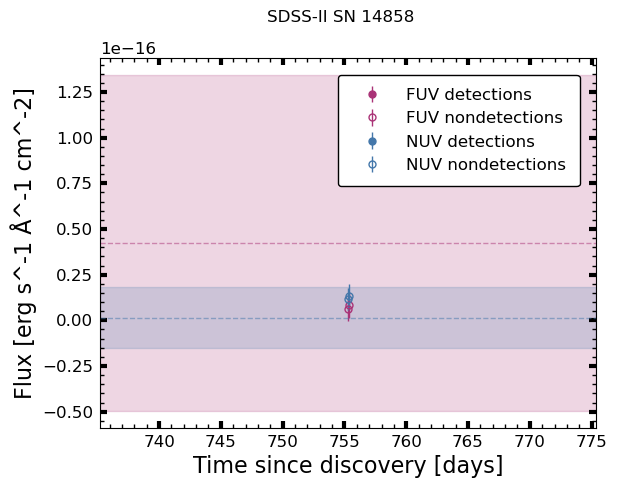 SDSS-II SN 14858
1e−16
FUV detections
FUV nondetections
NUV detections
NUV nondetections
1.25
1.00
0.75
0.50
0.25
0.00
−0.25
−0.50
Flux [erg s^-1 Å^-1 cm^-2]
740 745 750 755 760 765 770 775
Time since discovery [days]